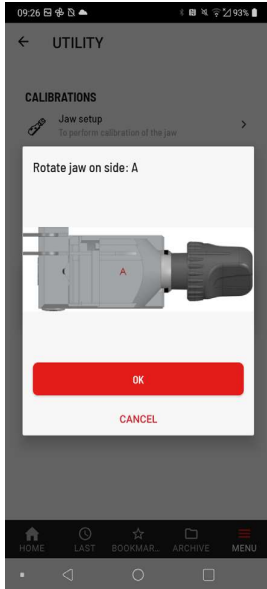 09:26 93%
UTILITY
CALIBRATIONS
Jaw setup
To perform calibration of the jaw
Rotate jaw on side: A
A
OK
CANCEL
HOME LAST BOOKMAR... ARCHIVE MENU